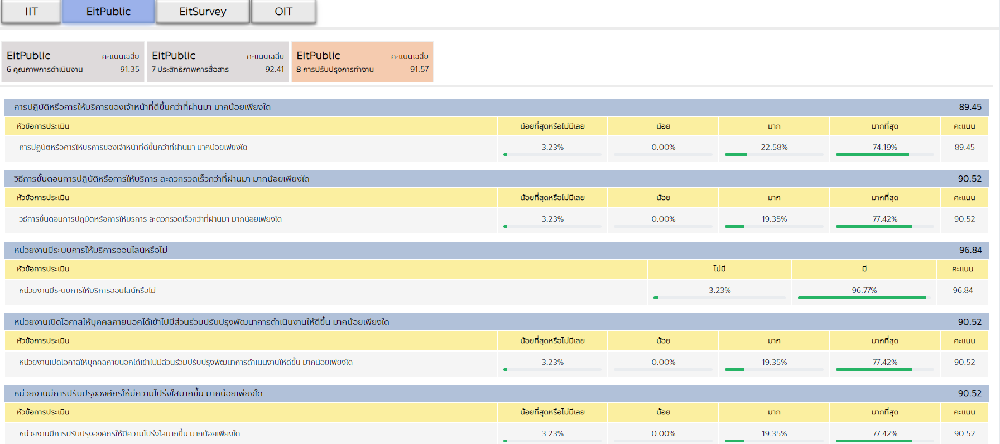 IIT EitPublic EitSurvey OIT
EitPublic คะแนนเฉลี่ย EitPublic คะแนนเฉลี่ย EitPublic คะแนนเฉลี่ย
6 คุณภาพการดำเนินงาน 91.35 7 ประสิทธิภาพการสื่อสาร 92.41 8 การปรับปรุงการทำงาน 91.57
การปฏิบัติหรือการให้บริการของเจ้าหน้าที่ดีขึ้นกว่าที่ผ่านมา มากน้อยเพียงใด 89.45
หัวข้อการประเมิน น้อยที่สุดหรือไม่มีเลย น้อย มาก มากที่สุด คะแนน
การปฏิบัติหรือการให้บริการของเจ้าหน้าที่ดีขึ้นกว่าที่ผ่านมา มากน้อยเพียงใด 3.23% 0.00% 22.58% 74.19% 89.45
วิธีการขั้นตอนการปฏิบัติหรือการให้บริการ สะดวกรวดเร็วกว่าที่ผ่านมา มากน้อยเพียงใด 90.52
หัวข้อการประเมิน น้อยที่สุดหรือไม่มีเลย น้อย มาก มากที่สุด คะแนน
วิธีการขั้นตอนการปฏิบัติหรือการให้บริการ สะดวกรวดเร็วกว่าที่ผ่านมา มากน้อยเพียงใด 3.23% 0.00% 19.35% 77.42% 90.52
หน่วยงานมีระบบการให้บริการออนไลน์หรือไม่ 96.84
หัวข้อการประเมิน ไม่มี มี คะแนน
หน่วยงานมีระบบการให้บริการออนไลน์หรือไม่ 3.23% 96.77% 96.84
หน่วยงานเปิดโอกาสให้บุคคลภายนอกได้เข้าไปมีส่วนร่วมปรับปรุงพัฒนาการดำเนินงานให้ดีขึ้น มากน้อยเพียงใด 90.52
หัวข้อการประเมิน น้อยที่สุดหรือไม่มีเลย น้อย มาก มากที่สุด คะแนน
หน่วยงานเปิดโอกาสให้บุคคลภายนอกได้เข้าไปมีส่วนร่วมปรับปรุงพัฒนาการดำเนินงานให้ดีขึ้น มากน้อยเพียงใด 3.23% 0.00% 19.35% 77.42% 90.52
หน่วยงานมีการปรับปรุงองค์กรให้มีความโปร่งใสมากขึ้น มากน้อยเพียงใด 90.52
หัวข้อการประเมิน น้อยที่สุดหรือไม่มีเลย น้อย มาก มากที่สุด คะแนน
หน่วยงานมีการปรับปรุงองค์กรให้มีความโปร่งใสมากขึ้น มากน้อยเพียงใด 3.23% 0.00% 19.35% 77.42% 90.52